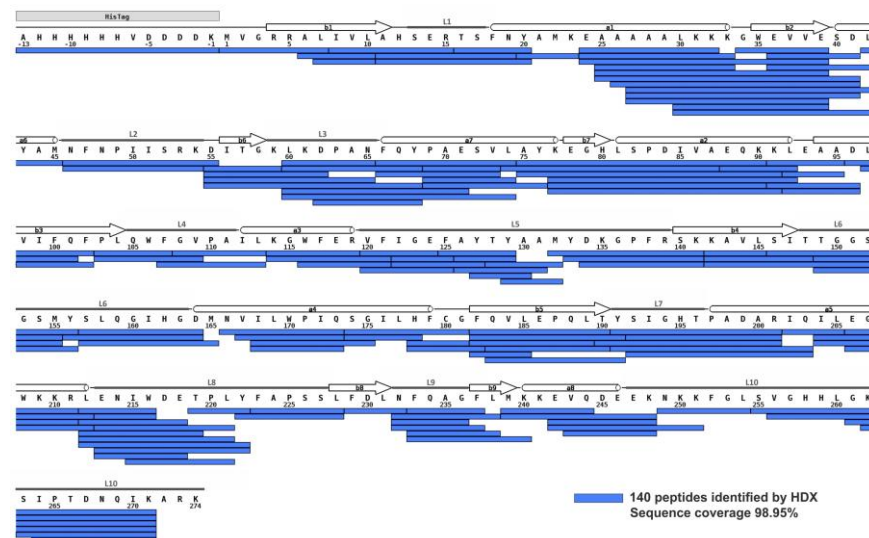 HisTag
b1 L1 a1 b2
A H H H H H H V D D D D K M V G R R A L I V L A H S E R T S F N Y A M K E A A A A A L K K K G W E V V E S D L
-13 -10 -5 -1 1 5 10 15 20 25 30 35 40
a6 L2 b6 L3 a7 b7 a2
Y A M N F N P I I S R K D I T G K L K D P A N F Q Y P A E S V L A Y K E G H L S P D I V A E Q K K L E A A D L
45 50 55 60 65 70 75 80 85 90 95
b3 L4 a3 L5 b4 L6
V I F Q F P L Q W F G V P A I L K G W F E R V F I G E F A Y T Y A A M Y D K G P F R S K K A V L S I T T G G S
100 105 110 115 120 125 130 135 140 145 150
L6 a4 b5 L7 a5
G S M Y S L Q G I H G D M N V I L W P I Q S G I L H F C G F Q V L E P Q L T Y S I G H T P A D A R I Q I L E G
155 160 165 170 175 180 185 190 195 200 205
L8 b8 L9 b9 a8 L10
W K K R L E N I W D E T P L Y F A P S S L F D L N F Q A G F L M K K E V Q D E E K N K K F G L S V G H H L G K
210 215 220 225 230 235 240 245 250 255 260
L10
S I P T D N Q I K A R K
265 270 274
140 peptides identified by HDX
Sequence coverage 98.95%